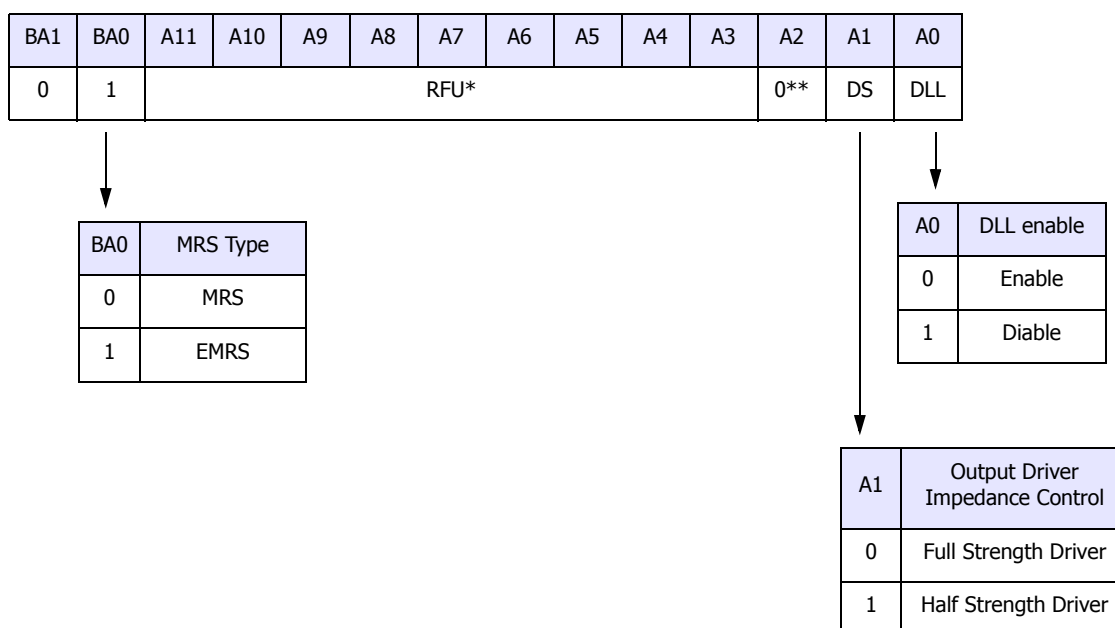 BA1 BA0 A11 A10 A9 A8 A7 A6 A5 A4 A3 A2 A1 A0
0 1 RFU* 0** DS DLL
BA0 MRS Type
0 MRS
1 EMRS
A0 DLL enable
0 Enable
1 Diable
A1 Output Driver
Impedance Control
0 Full Strength Driver
1 Half Strength Driver